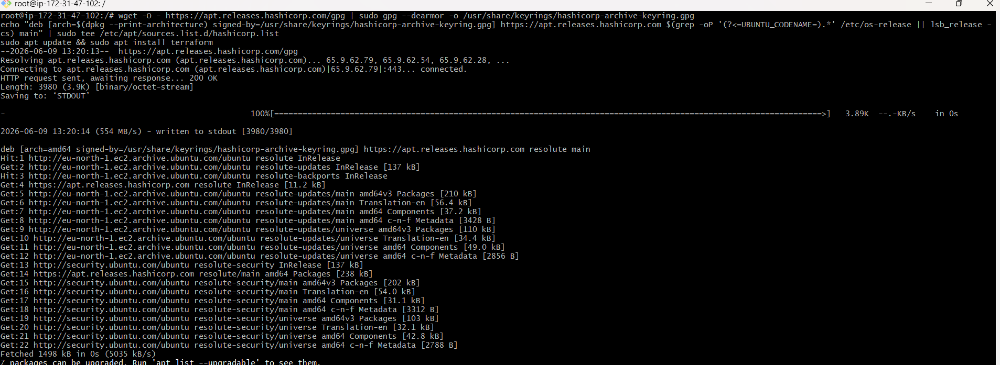 root@ip-172-31-47-102: /
root@ip-172-31-47-102:/# wget -O - https://apt.releases.hashicorp.com/gpg | sudo gpg --dearmor -o /usr/share/keyrings/hashicorp-archive-keyring.gpg
echo "deb [arch=$(dpkg --print-architecture) signed-by=/usr/share/keyrings/hashicorp-archive-keyring.gpg] https://apt.releases.hashicorp.com $(grep -oP '(?<=UBUNTU_CODENAME=).*' /etc/os-release || lsb_release -
cs) main" | sudo tee /etc/apt/sources.list.d/hashicorp.list
sudo apt update && sudo apt install terraform
--2026-06-09 13:20:13--  https://apt.releases.hashicorp.com/gpg
Resolving apt.releases.hashicorp.com (apt.releases.hashicorp.com)... 65.9.62.79, 65.9.62.54, 65.9.62.28, ...
Connecting to apt.releases.hashicorp.com (apt.releases.hashicorp.com)|65.9.62.79|:443... connected.
HTTP request sent, awaiting response... 200 OK
Length: 3980 (3.9K) [binary/octet-stream]
Saving to: ‘STDOUT’
-                                                    100%[====================================================================================================================>]   3.89K  --.-KB/s    in 0s
2026-06-09 13:20:14 (554 MB/s) - written to stdout [3980/3980]
deb [arch=amd64 signed-by=/usr/share/keyrings/hashicorp-archive-keyring.gpg] https://apt.releases.hashicorp.com resolute main
Hit:1 http://eu-north-1.ec2.archive.ubuntu.com/ubuntu resolute InRelease
Get:2 http://eu-north-1.ec2.archive.ubuntu.com/ubuntu resolute-updates InRelease [137 kB]
Hit:3 http://eu-north-1.ec2.archive.ubuntu.com/ubuntu resolute-backports InRelease
Get:4 https://apt.releases.hashicorp.com resolute InRelease [11.2 kB]
Get:5 http://eu-north-1.ec2.archive.ubuntu.com/ubuntu resolute-updates/main amd64v3 Packages [210 kB]
Get:6 http://eu-north-1.ec2.archive.ubuntu.com/ubuntu resolute-updates/main Translation-en [56.4 kB]
Get:7 http://eu-north-1.ec2.archive.ubuntu.com/ubuntu resolute-updates/main amd64 Components [37.2 kB]
Get:8 http://eu-north-1.ec2.archive.ubuntu.com/ubuntu resolute-updates/main amd64 c-n-f Metadata [3428 B]
Get:9 http://eu-north-1.ec2.archive.ubuntu.com/ubuntu resolute-updates/universe amd64v3 Packages [110 kB]
Get:10 http://eu-north-1.ec2.archive.ubuntu.com/ubuntu resolute-updates/universe Translation-en [34.4 kB]
Get:11 http://eu-north-1.ec2.archive.ubuntu.com/ubuntu resolute-updates/universe amd64 Components [49.0 kB]
Get:12 http://eu-north-1.ec2.archive.ubuntu.com/ubuntu resolute-updates/universe amd64 c-n-f Metadata [2856 B]
Get:13 http://security.ubuntu.com/ubuntu resolute-security InRelease [137 kB]
Get:14 https://apt.releases.hashicorp.com resolute/main amd64 Packages [238 kB]
Get:15 http://security.ubuntu.com/ubuntu resolute-security/main amd64v3 Packages [202 kB]
Get:16 http://security.ubuntu.com/ubuntu resolute-security/main Translation-en [54.0 kB]
Get:17 http://security.ubuntu.com/ubuntu resolute-security/main amd64 Components [31.1 kB]
Get:18 http://security.ubuntu.com/ubuntu resolute-security/main amd64 c-n-f Metadata [3312 B]
Get:19 http://security.ubuntu.com/ubuntu resolute-security/universe amd64v3 Packages [103 kB]
Get:20 http://security.ubuntu.com/ubuntu resolute-security/universe Translation-en [32.1 kB]
Get:21 http://security.ubuntu.com/ubuntu resolute-security/universe amd64 Components [42.8 kB]
Get:22 http://security.ubuntu.com/ubuntu resolute-security/universe amd64 c-n-f Metadata [2788 B]
Fetched 1498 kB in 0s (5035 kB/s)
7 packages can be upgraded. Run 'apt list --upgradable' to see them.